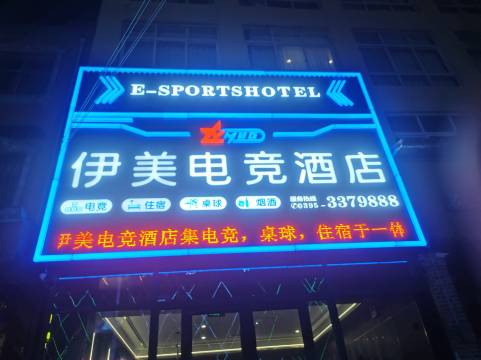 E-SPORTSHOTEL
伊美电竞酒店
电竞 住宿 桌球 烟酒 服务热线 0395-3379888
伊美电竞酒店集电竞，桌球，住宿于一体